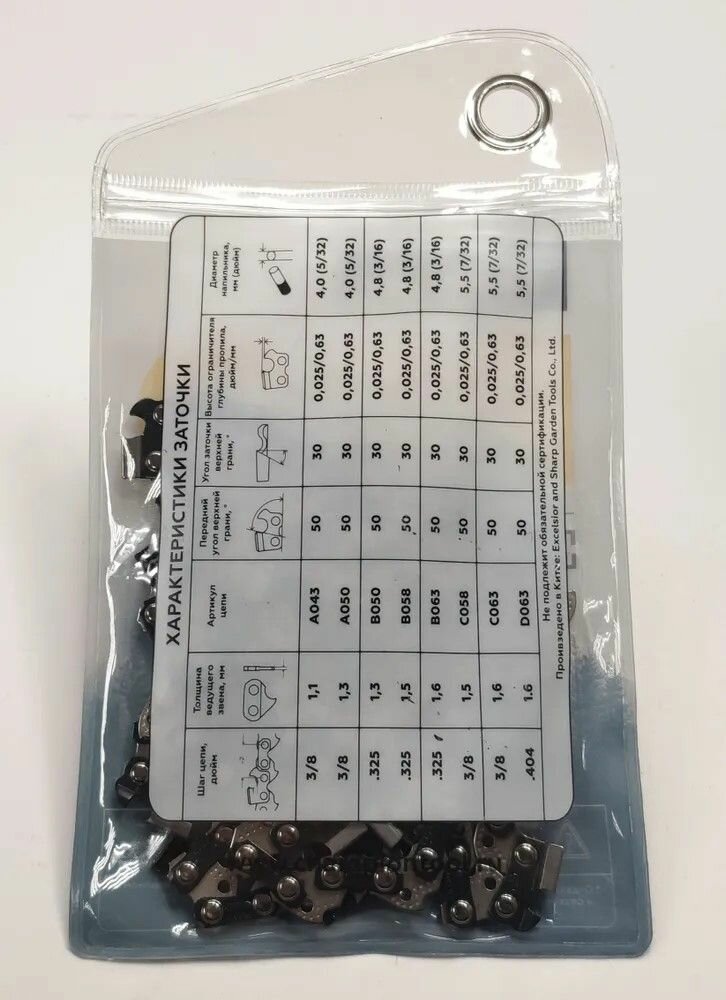 ХАРАКТЕРИСТИКИ ЗАТОЧКИ
Шаг цепи,
дюйм
Толщина
ведущего
звена, мм
Артикул
цепи
Передний
угол верхней
грани, °
Угол заточки
верхней
грани, °
Высота ограничителя
глубины пропила,
дюйм/мм
Диаметр
напильника,
мм (дюйм)
3/8 1,1 A043 50 30 0,025/0,63 4,0 (5/32)
3/8 1,3 A050 50 30 0,025/0,63 4,0 (5/32)
.325 1,3 B050 50 30 0,025/0,63 4,8 (3/16)
.325 1,5 B058 50 30 0,025/0,63 4,8 (3/16)
.325 1,6 B063 50 30 0,025/0,63 4,8 (3/16)
3/8 1,5 C058 50 30 0,025/0,63 5,5 (7/32)
3/8 1,6 C063 50 30 0,025/0,63 5,5 (7/32)
.404 1.6 D063 50 30 0,025/0,63 5,5 (7/32)
Не подлежит обязательной сертификации.
Произведено в Китае: Excelsior and Sharp Garden Tools Co., Ltd.